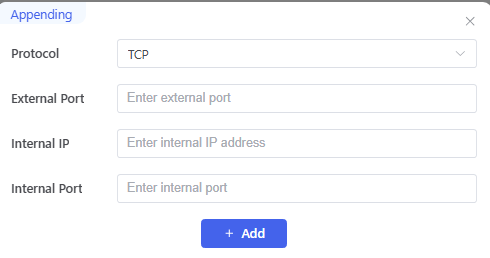 Appending
Protocol TCP
External Port Enter external port
Internal IP Enter internal IP address
Internal Port Enter internal port
+ Add